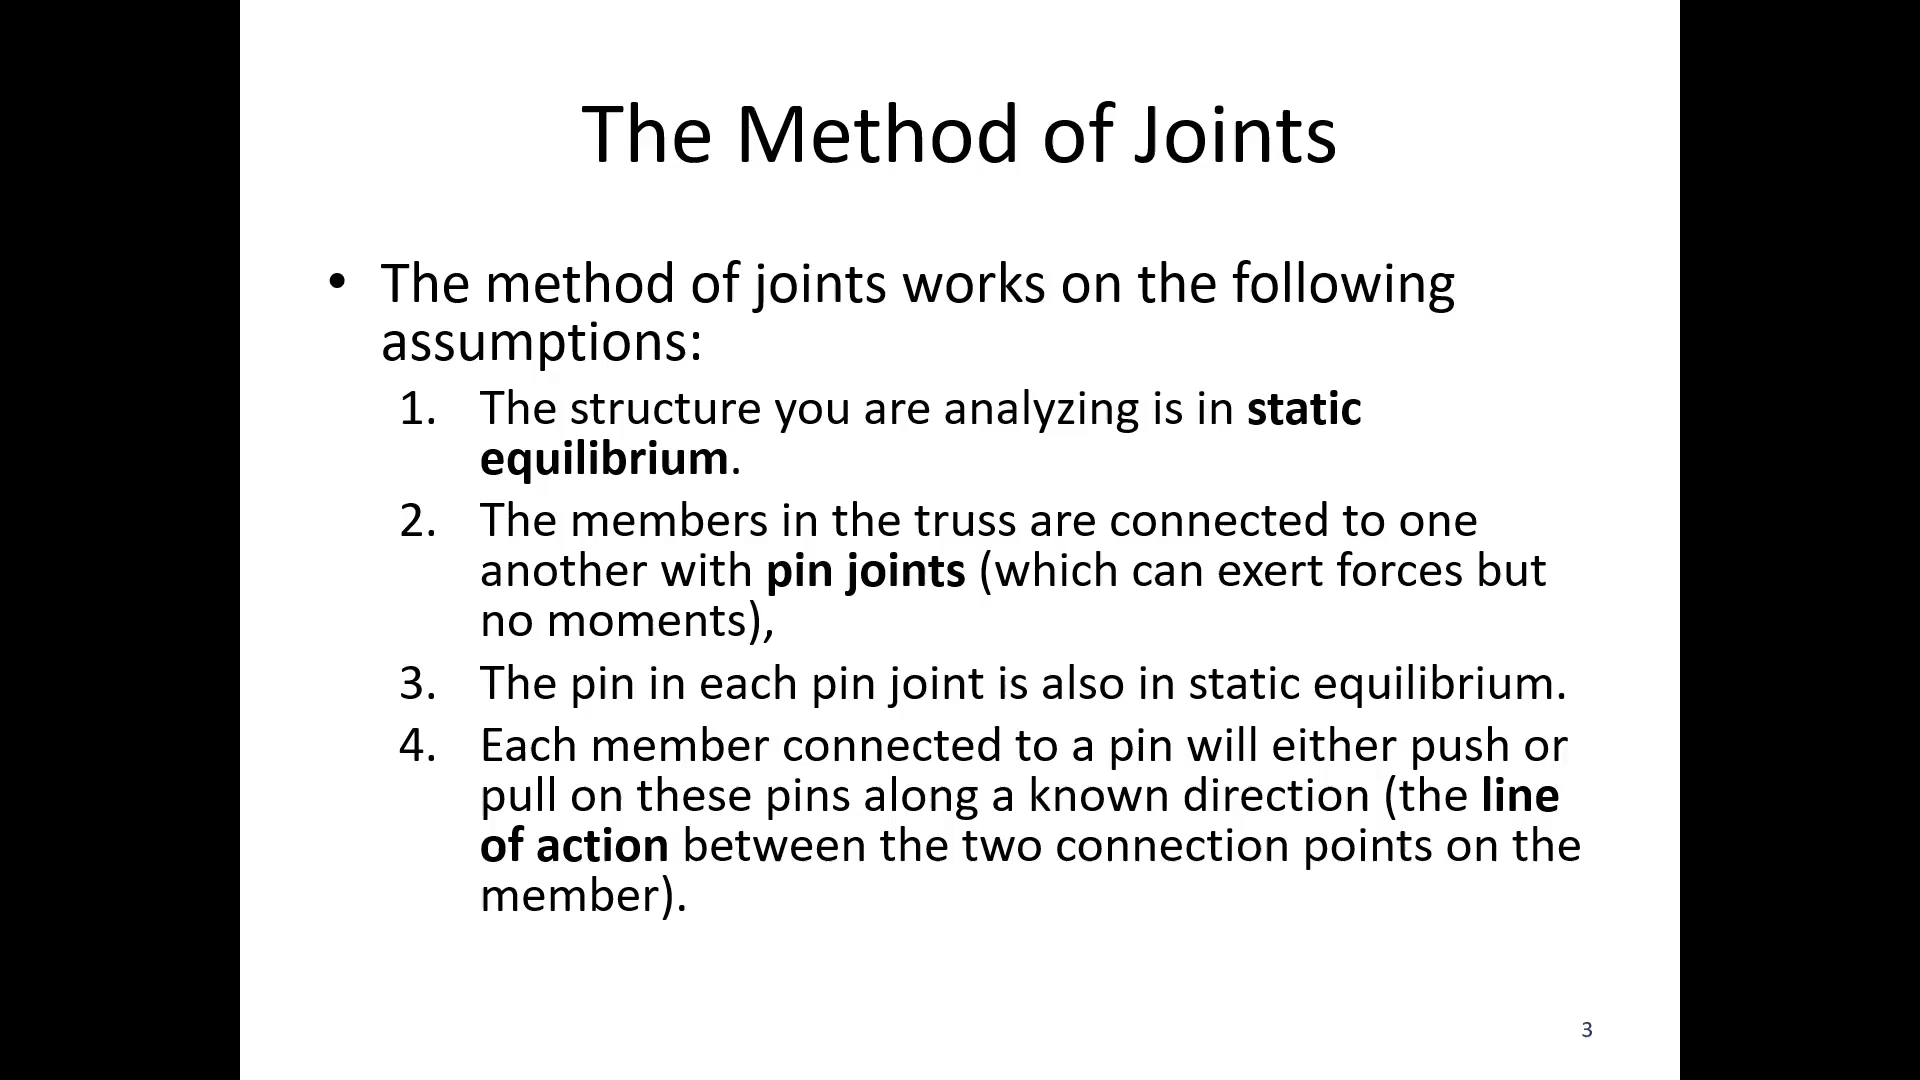 The Method of Joints
• The method of joints works on the following
assumptions:
1. The structure you are analyzing is in static
equilibrium.
2. The members in the truss are connected to one
another with pin joints (which can exert forces but
no moments),
3. The pin in each pin joint is also in static equilibrium.
4. Each member connected to a pin will either push or
pull on these pins along a known direction (the line
of action between the two connection points on the
member).
3